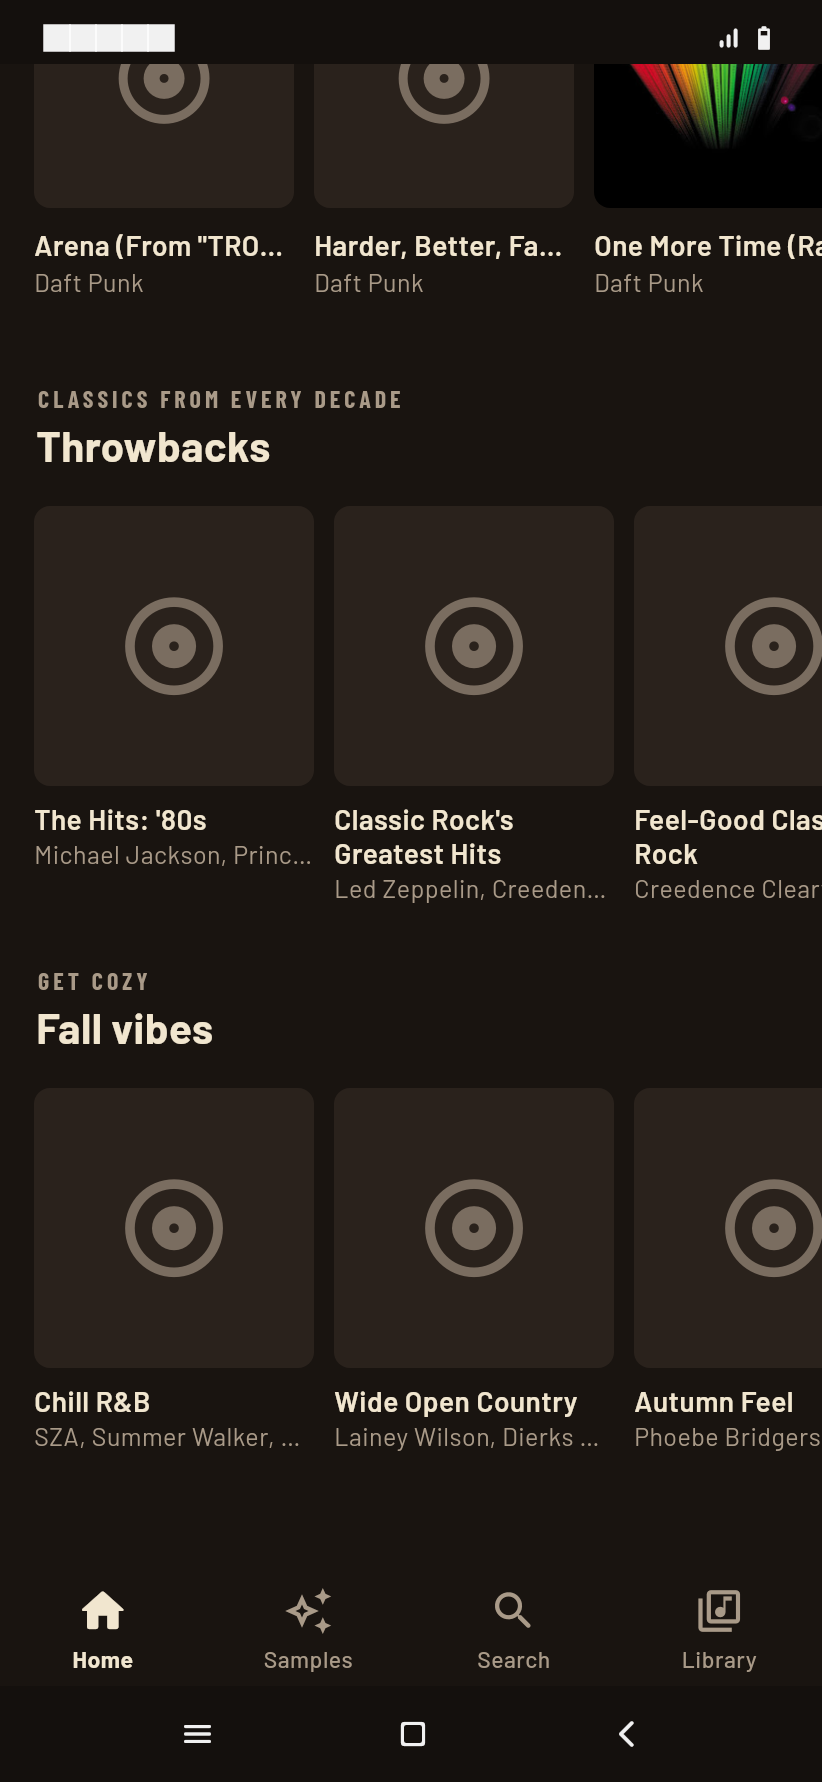 Arena (From "TRO...
Harder, Better, Fa...
One More Time (Ra
Daft Punk
Daft Punk
Daft Punk
CLASSICS FROM EVERY DECADE
Throwbacks
The Hits: '80s
Michael Jackson, Princ...
Classic Rock's
Greatest Hits
Led Zeppelin, Creeden...
Feel-Good Clas
Rock
Creedence Clear
GET COZY
Fall vibes
Chill R&B
SZA, Summer Walker, ...
Wide Open Country
Lainey Wilson, Dierks ...
Autumn Feel
Phoebe Bridgers
Home
Samples
Search
Library